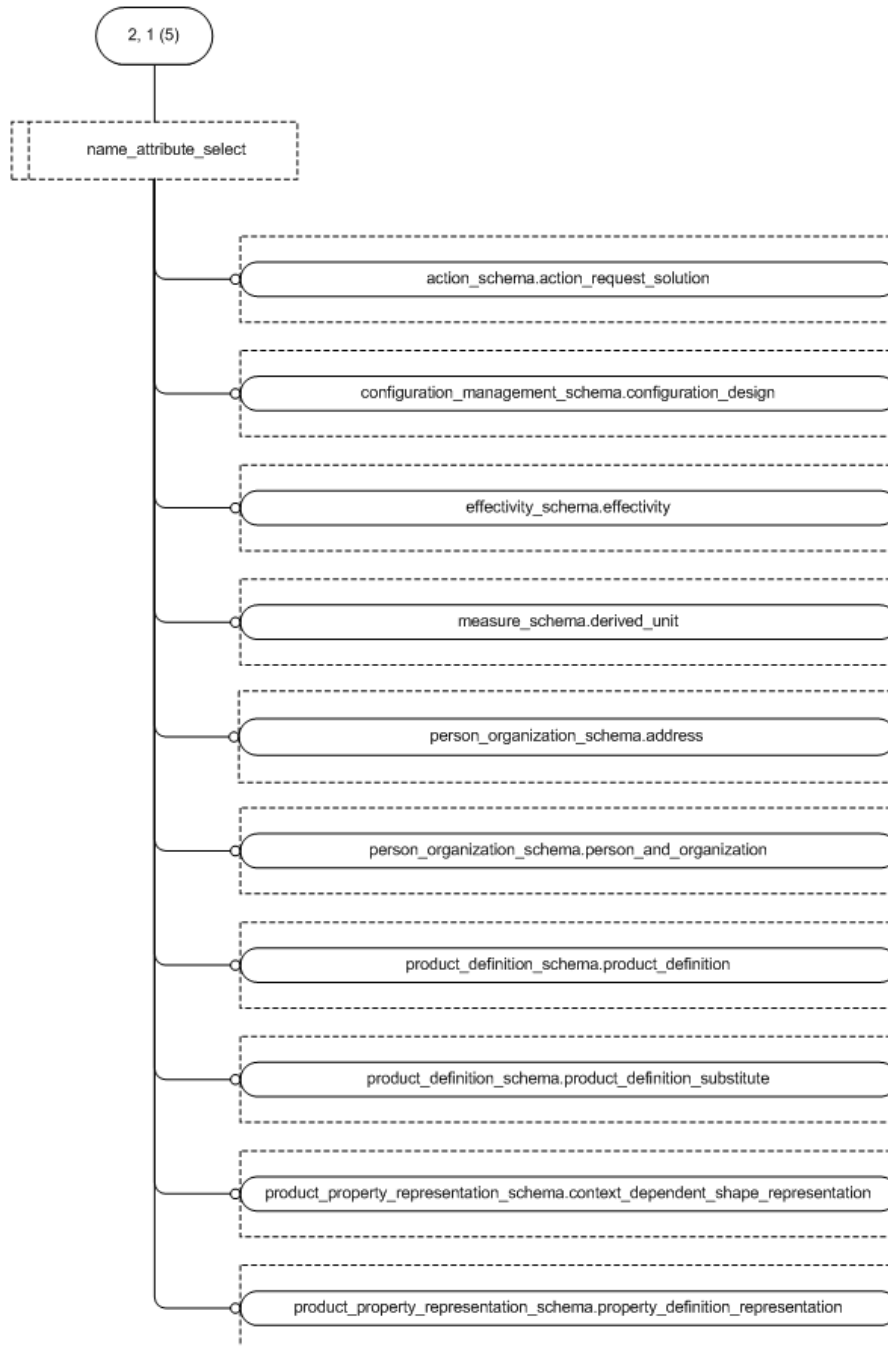 2, 1 (5)
name_attribute_select
action_schema.action_request_solution
configuration_management_schema.configuration_design
effectivity_schema.effectivity
measure_schema.derived_unit
person_organization_schema.address
person_organization_schema.person_and_organization
product_definition_schema.product_definition
product_definition_schema.product_definition_substitute
product_property_representation_schema.context_dependent_shape_representation
product_property_representation_schema.property_definition_representation